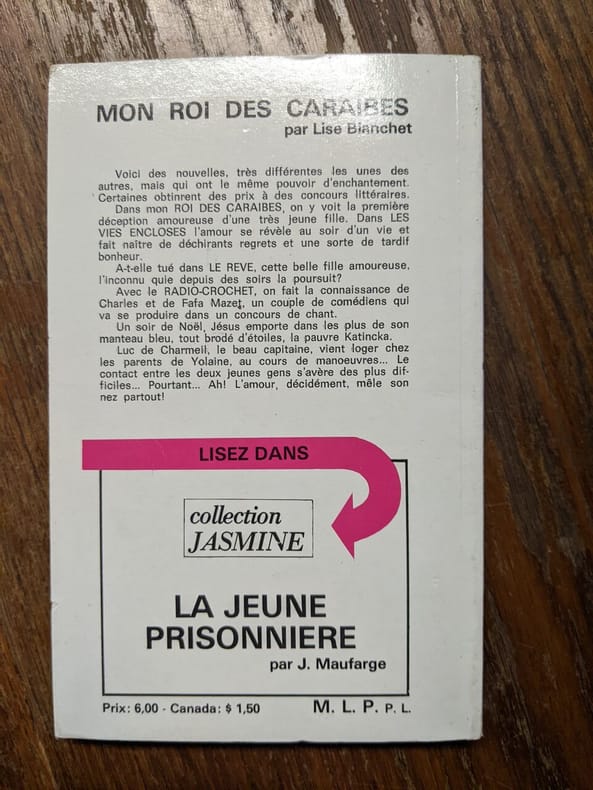 MON ROI DES CARAIBES
par Lise Blanchet
Voici des nouvelles, très différentes les unes des
autres, mais qui ont le même pouvoir d'enchantement.
Certaines obtinrent des prix à des concours littéraires.
Dans mon ROI DES CARAIBES, on y voit la première
déception amoureuse d'une très jeune fille. Dans LES
VIES ENCLOSES l'amour se révèle au soir d'un vie et
fait naître de déchirants regrets et une sorte de tardif
bonheur.
A-t-elle tué dans LE REVE, cette belle fille amoureuse,
l'inconnu quie depuis des soirs la poursuit?
Avec le RADIO-CROCHET, on fait la connaissance de
Charles et de Fafa Mazet, un couple de comédiens qui
va se produire dans un concours de chant.
Un soir de Noël, Jésus emporte dans les plus de son
manteau bleu, tout brodé d'étoiles, la pauvre Katincka.
Luc de Charmeil, le beau capitaine, vient loger chez
les parents de Yolaine, au cours de manoeuvres... Le
contact entre les deux jeunes gens s'avère des plus dif-
ficiles... Pourtant... Ah! L'amour, décidément, mêle son
nez partout!
LISEZ DANS
collection
JASMINE
LA JEUNE
PRISONNIERE
par J. Maufarge
Prix: 6,00 - Canada: $ 1,50 M. L. P. P. L.